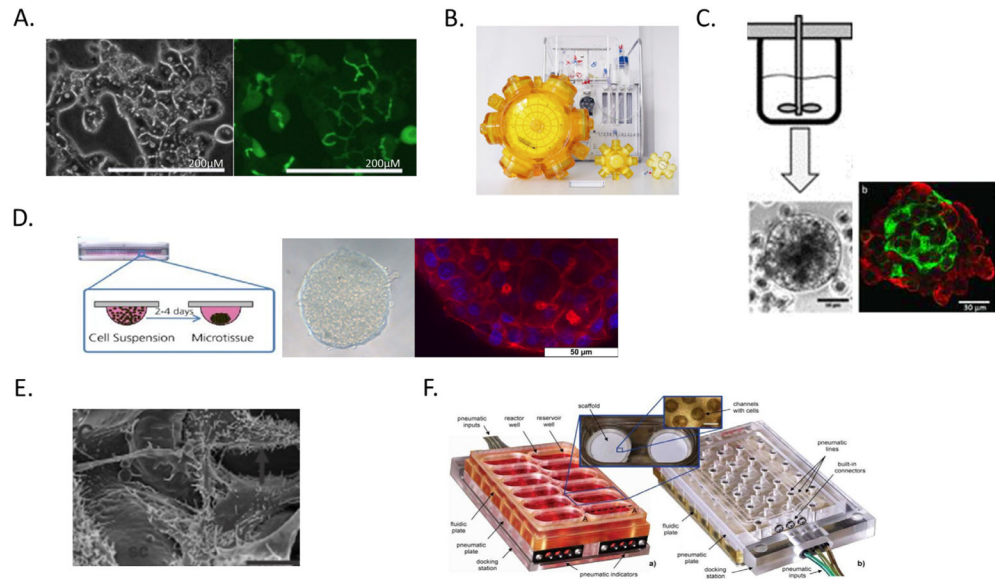 A.
200µM
200µM
B.
C.
b
30 µm
D.
2-4 days
Cell Suspension
Microtissue
50 µm
E.
SC
F.
pneumatic
inputs
reactor
well
reservoir
well
scaffold
channels
with cells
pneumatic
lines
built-in
connectors
fluidic
plate
pneumatic
plate
docking
station
pneumatic indicators
a)
fluidic
plate
pneumatic
plate
docking
station
pneumatic
inputs
b)